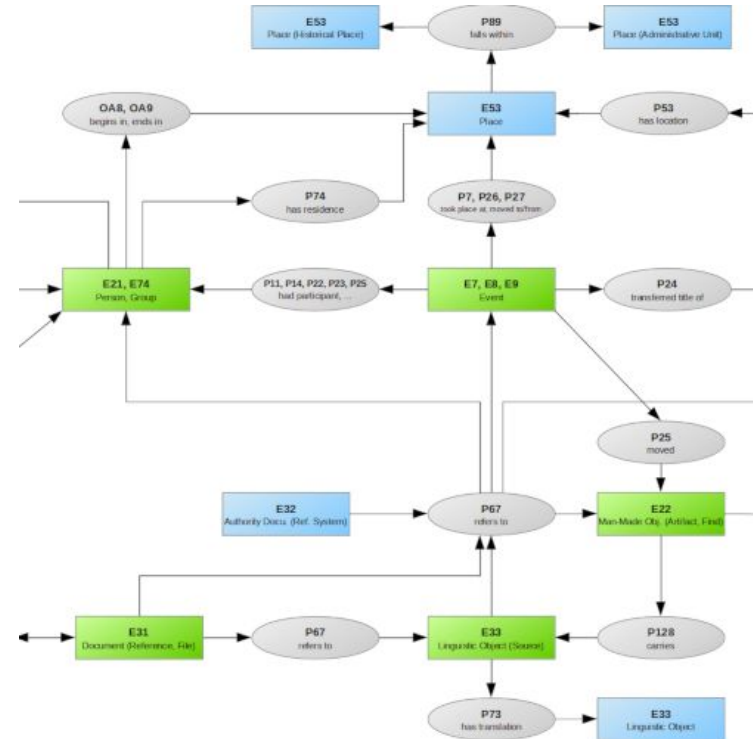 E53
Place (Historical Place)
P89
falls within
E53
Place (Administrative Unit)
OA8, OA9
begins in, ends in
E53
Place
P53
has location
P74
has residence
P7, P26, P27
took place at, moved to/from
E21, E74
Person, Group
P11, P14, P22, P23, P25
had participant, ...
E7, E8, E9
Event
P24
transferred title of
P25
moved
E32
Authority Docu. (Ref. System)
P67
refers to
E22
Man-Made Obj. (Artifact, Find)
E31
Document (Reference, File)
P67
refers to
E33
Linguistic Object (Source)
P128
carries
P73
has translation
E33
Linguistic Object